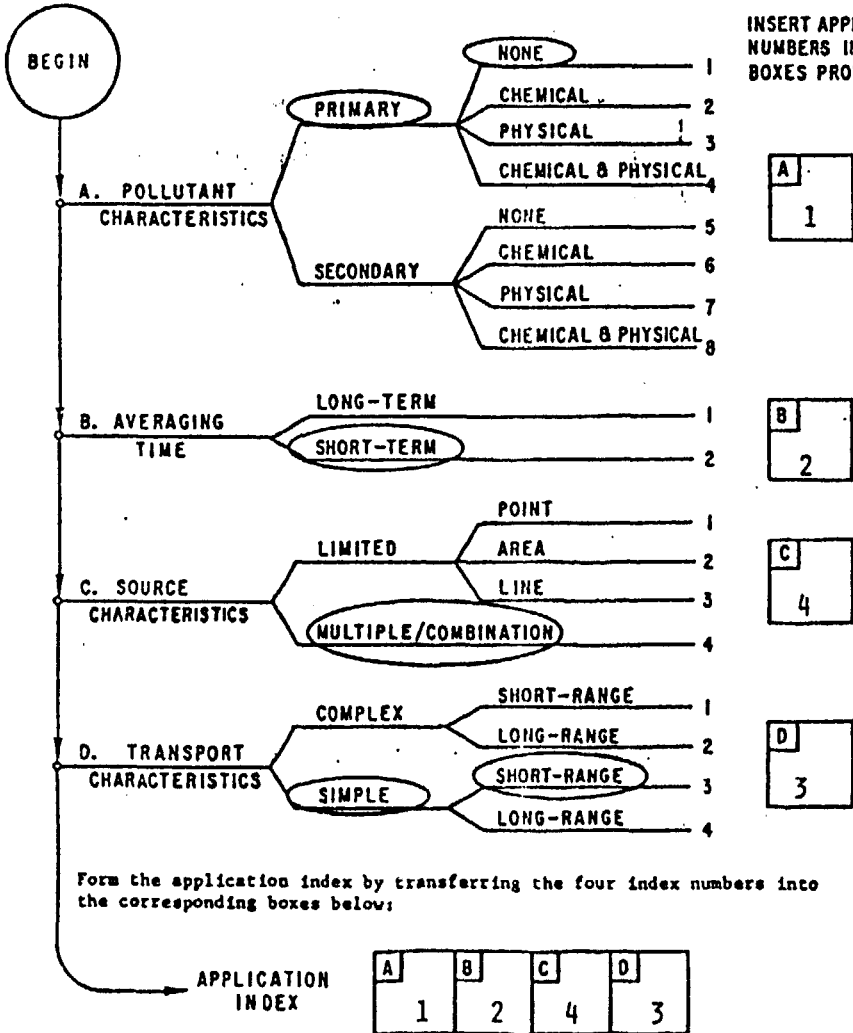 INSERT APPL
NUMBERS I
BOXES PRO
BEGIN
NONE 1
CHEMICAL 2
PRIMARY
PHYSICAL 3
CHEMICAL & PHYSICAL 4
A. POLLUTANT
CHARACTERISTICS
A
1
NONE 5
CHEMICAL 6
SECONDARY
PHYSICAL 7
CHEMICAL & PHYSICAL 8
B. AVERAGING
TIME
LONG-TERM 1
SHORT-TERM 2
B
2
POINT 1
LIMITED
AREA 2
LINE 3
C. SOURCE
CHARACTERISTICS
MULTIPLE/COMBINATION 4
C
4
COMPLEX
SHORT-RANGE 1
LONG-RANGE 2
D. TRANSPORT
CHARACTERISTICS
SIMPLE
SHORT-RANGE 3
LONG-RANGE 4
D
3
Form the application index by transferring the four index numbers into
the corresponding boxes below:
APPLICATION
INDEX
A B C D
1 2 4 3